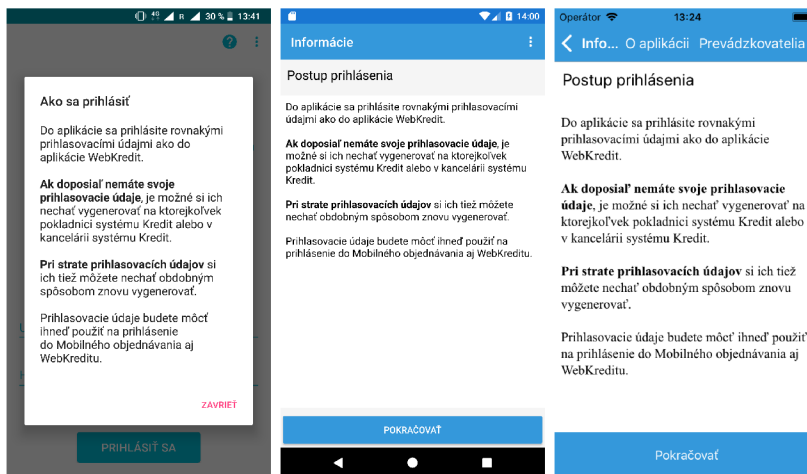 4G R 30 % 13:41
Ako sa prihlásiť
Do aplikácie sa prihlásite rovnakými
prihlasovacími údajmi ako do
aplikácie WebKredit.
Ak doposiaľ nemáte svoje
prihlasovacie údaje, je možné si ich
nechať vygenerovať na ktorejkoľvek
pokladnici systému Kredit alebo v
kancelárii systému Kredit.
Pri strate prihlasovacích údajov si
ich tiež môžete nechať obdobným
spôsobom znovu vygenerovať.
Prihlasovacie údaje budete môcť
ihneď použiť na prihlásenie
do Mobilného objednávania aj
WebKreditu.
ZAVRIEŤ
PRIHLÁSIŤ SA
14:00
Informácie
Postup prihlásenia
Do aplikácie sa prihlásite rovnakými prihlasovacími
údajmi ako do aplikácie WebKredit.
Ak doposiaľ nemáte svoje prihlasovacie údaje, je
možné si ich nechať vygenerovať na ktorejkoľvek
pokladnici systému Kredit alebo v kancelárii systému
Kredit.
Pri strate prihlasovacích údajov si ich tiež môžete
nechať obdobným spôsobom znovu vygenerovať.
Prihlasovacie údaje budete môcť ihneď použiť na
prihlásenie do Mobilného objednávania aj WebKreditu.
POKRAČOVAŤ
Operátor 13:24
Info... O aplikácii Prevádzkovatelia
Postup prihlásenia
Do aplikácie sa prihlásite rovnakými
prihlasovacími údajmi ako do aplikácie
WebKredit.
Ak doposiaľ nemáte svoje prihlasovacie
údaje, je možné si ich nechať vygenerovať na
ktorejkoľvek pokladnici systému Kredit alebo
v kancelárii systému Kredit.
Pri strate prihlasovacích údajov si ich tiež
môžete nechať obdobným spôsobom znovu
vygenerovať.
Prihlasovacie údaje budete môcť ihneď použiť
na prihlásenie do Mobilného objednávania aj
WebKreditu.
Pokračovať